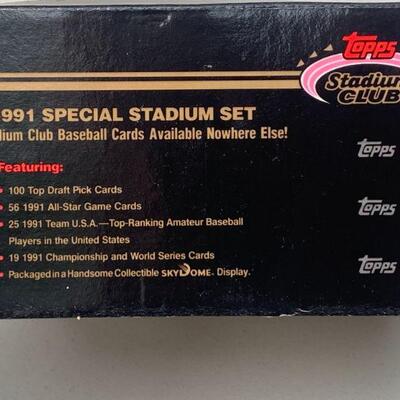 topps
Stadium
CLUB
1991 SPECIAL STADIUM SET
dium Club Baseball Cards Available Nowhere Else!
topps
Featuring:
• 100 Top Draft Pick Cards
• 56 1991 All-Star Game Cards
topps
• 25 1991 Team U.S.A.—Top-Ranking Amateur Baseball
Players in the United States
• 19 1991 Championship and World Series Cards
topps
• Packaged in a Handsome Collectible SKYDOME Display.